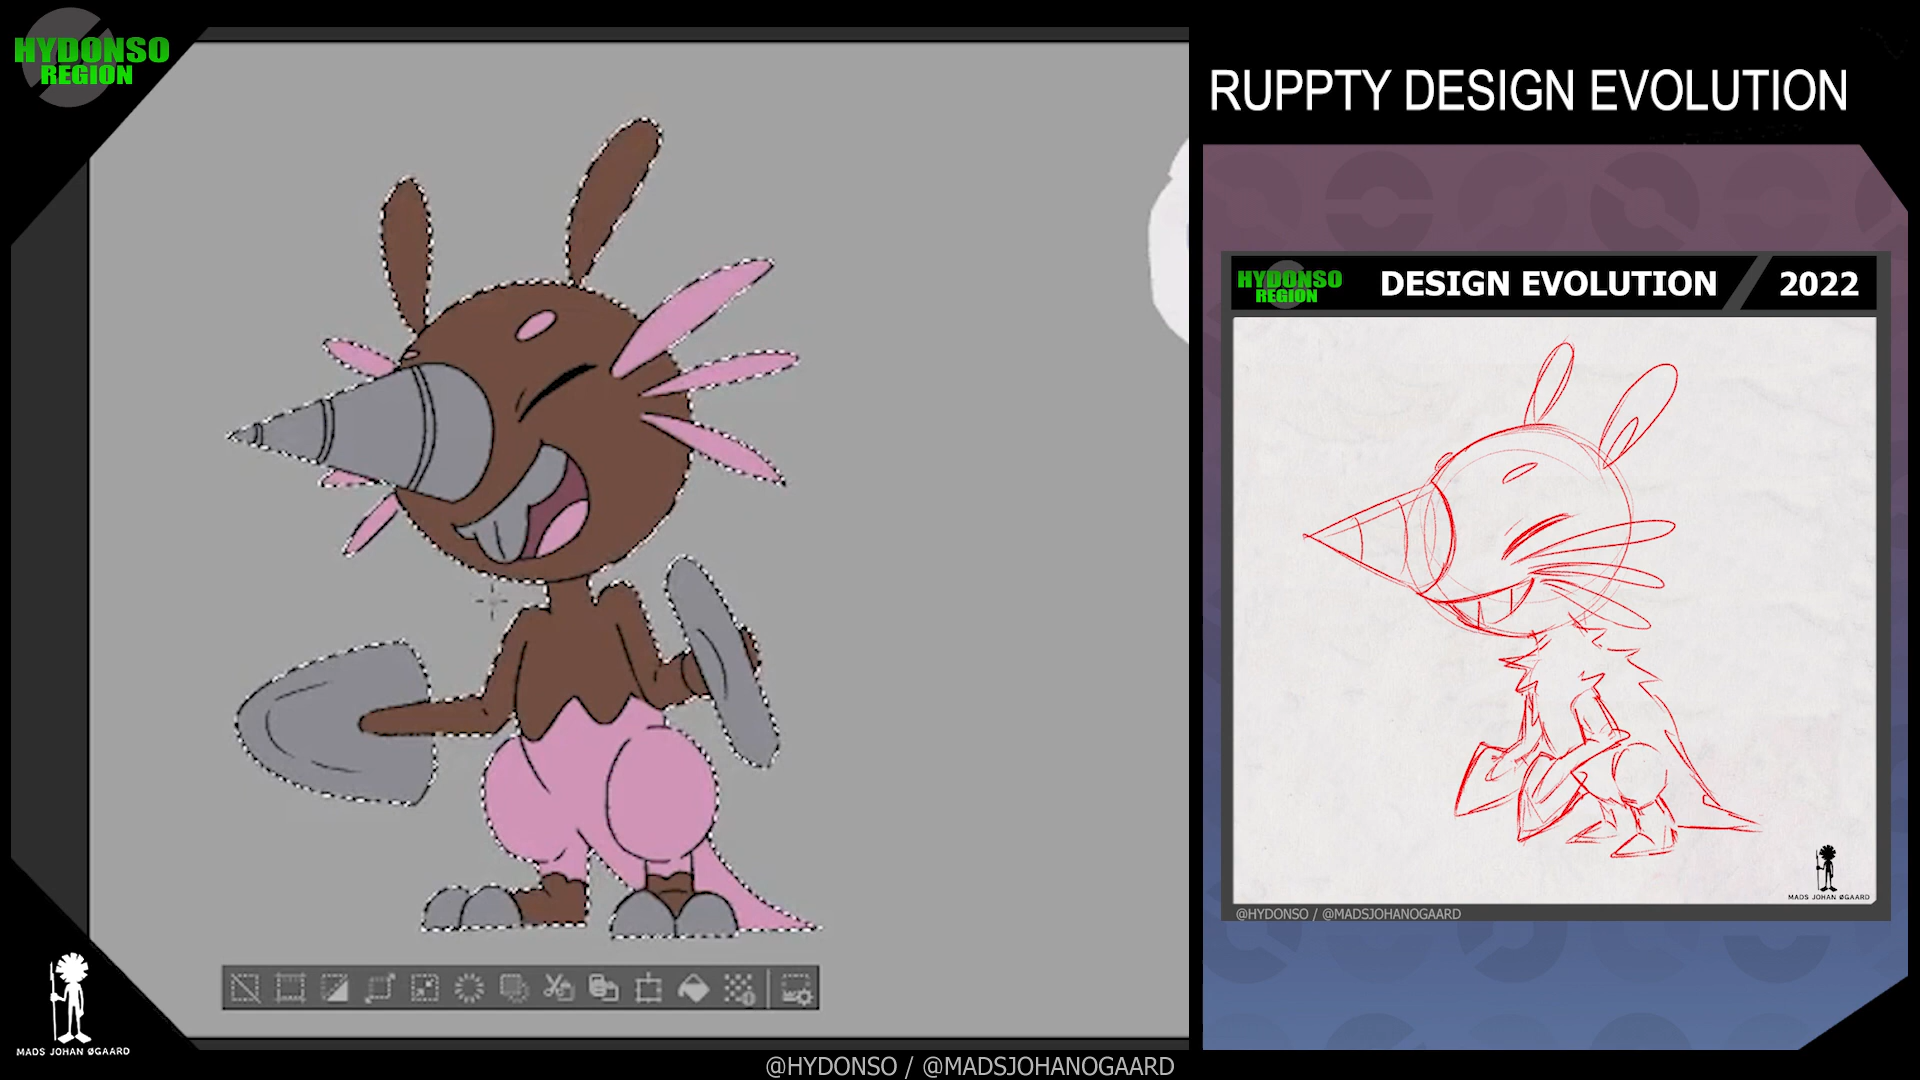 HYDONSO
REGION
RUPPTY DESIGN EVOLUTION
HYDONSO
REGION
DESIGN EVOLUTION
2022
MADS JOHAN ØGAARD
@HYDONSO / @MADSJOHANOGAARD
MADS JOHAN ØGAARD
@HYDONSO / @MADSJOHANOGAARD